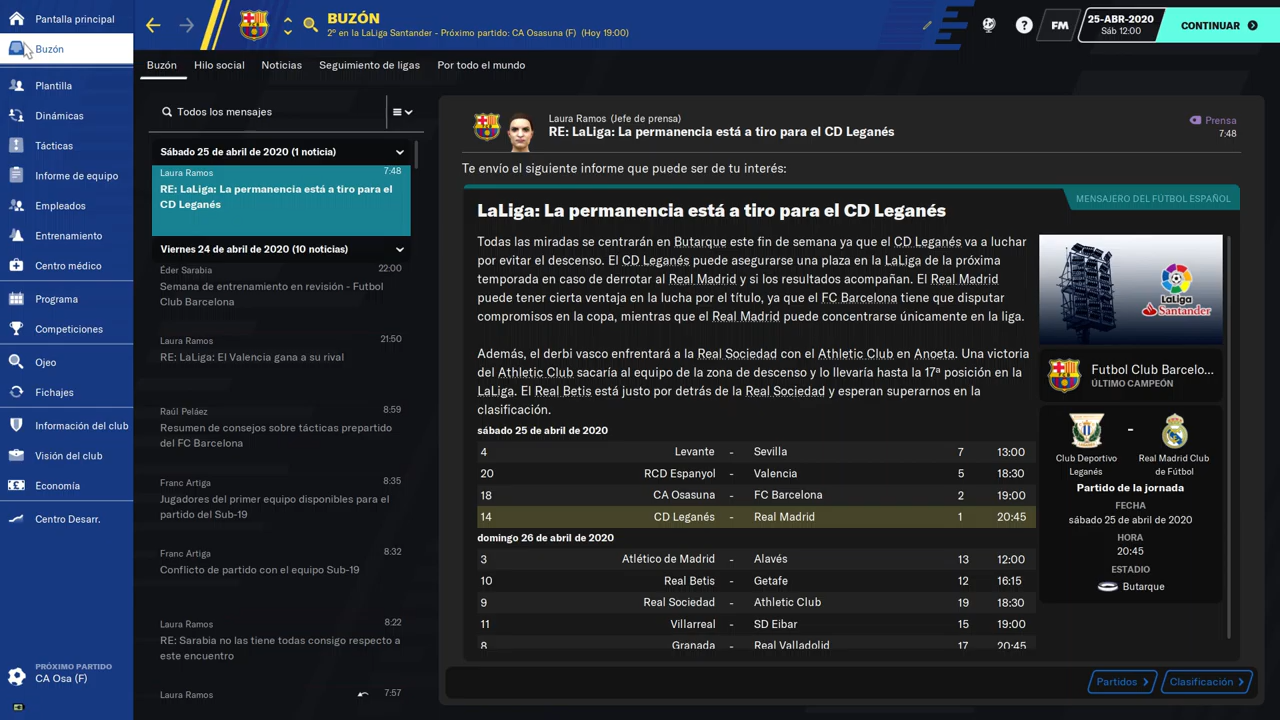 Pantalla principal
Buzón
Plantilla
Dinámicas
Tácticas
Informe de equipo
Empleados
Entrenamiento
Centro médico
Programa
Competiciones
Ojeo
Fichajes
Información del club
Visión del club
Economía
Centro Desarr.
PRÓXIMO PARTIDO
CA Osa (F)
BUZÓN
2º en la LaLiga Santander - Próximo partido: CA Osasuna (F) (Hoy 19:00)
FM
25-ABR-2020
Sáb 12:00
CONTINUAR
Buzón Hilo social Noticias Seguimiento de ligas Por todo el mundo
Todos los mensajes
Sábado 25 de abril de 2020 (1 noticia)
Laura Ramos 7:48
RE: LaLiga: La permanencia está a tiro para el
CD Leganés
Viernes 24 de abril de 2020 (10 noticias)
Éder Sarabia 22:00
Semana de entrenamiento en revisión - Futbol
Club Barcelona
Laura Ramos 21:50
RE: LaLiga: El Valencia gana a su rival
Raúl Peláez 8:59
Resumen de consejos sobre tácticas prepartido
del FC Barcelona
Franc Artiga 8:35
Jugadores del primer equipo disponibles para el
partido del Sub-19
Franc Artiga 8:32
Conflicto de partido con el equipo Sub-19
Laura Ramos 8:22
RE: Sarabia no las tiene todas consigo respecto a
este encuentro
Laura Ramos 7:57
Laura Ramos (Jefe de prensa)
RE: LaLiga: La permanencia está a tiro para el CD Leganés
Prensa
7:48
Te envío el siguiente informe que puede ser de tu interés:
MENSAJERO DEL FÚTBOL ESPAÑOL
LaLiga: La permanencia está a tiro para el CD Leganés
Todas las miradas se centrarán en Butarque este fin de semana ya que el CD Leganés va a luchar
por evitar el descenso. El CD Leganés puede asegurarse una plaza en la LaLiga de la próxima
temporada en caso de derrotar al Real Madrid y si los resultados acompañan. El Real Madrid
puede tener cierta ventaja en la lucha por el título, ya que el FC Barcelona tiene que disputar
compromisos en la copa, mientras que el Real Madrid puede concentrarse únicamente en la liga.
Además, el derbi vasco enfrentará a la Real Sociedad con el Athletic Club en Anoeta. Una victoria
del Athletic Club sacaría al equipo de la zona de descenso y lo llevaría hasta la 17ª posición en la
LaLiga. El Real Betis está justo por detrás de la Real Sociedad y esperan superarnos en la
clasificación.
sábado 25 de abril de 2020
4 Levante - Sevilla 7 13:00
20 RCD Espanyol - Valencia 5 18:30
18 CA Osasuna - FC Barcelona 2 19:00
14 CD Leganés - Real Madrid 1 20:45
domingo 26 de abril de 2020
3 Atlético de Madrid - Alavés 13 12:00
10 Real Betis - Getafe 12 16:15
9 Real Sociedad - Athletic Club 19 18:30
11 Villarreal - SD Eibar 15 19:00
8 Granada - Real Valladolid 17 20:45
LaLiga
Santander
Futbol Club Barcelo...
ÚLTIMO CAMPEÓN
-
Club Deportivo
Leganés
Real Madrid Club
de Fútbol
Partido de la jornada
FECHA
sábado 25 de abril de 2020
HORA
20:45
ESTADIO
Butarque
Partidos
Clasificación